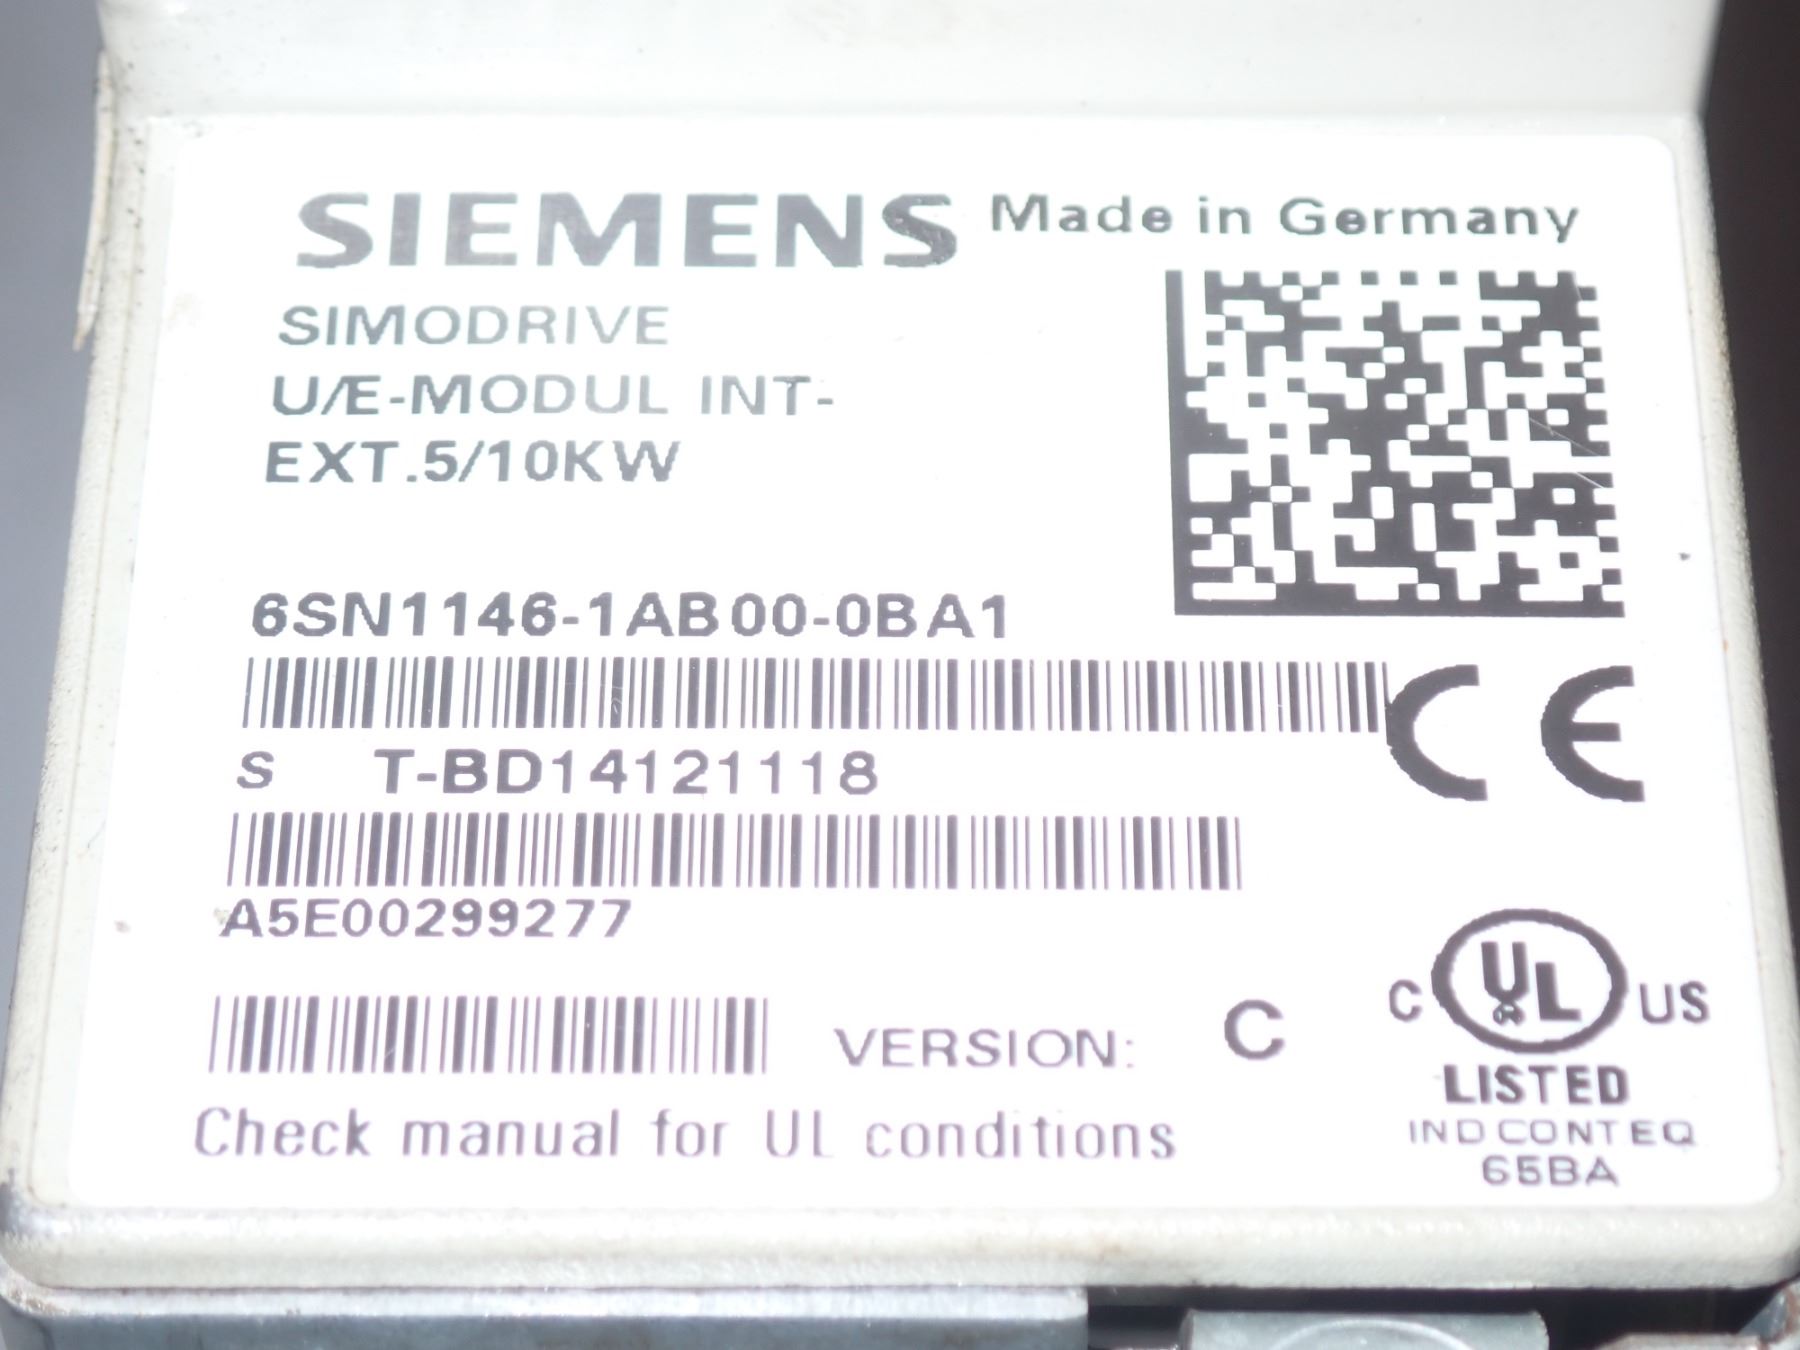 SIEMENS Made in Germany
SIMODRIVE
U/E-MODUL INT-
EXT.5/10KW
6SN1146-1AB00-0BA1
CE
S T-BD14121118
A5E00299277
VERSION: C
C UL US
LISTED
IND CONT EQ
65BA
Check manual for UL conditions